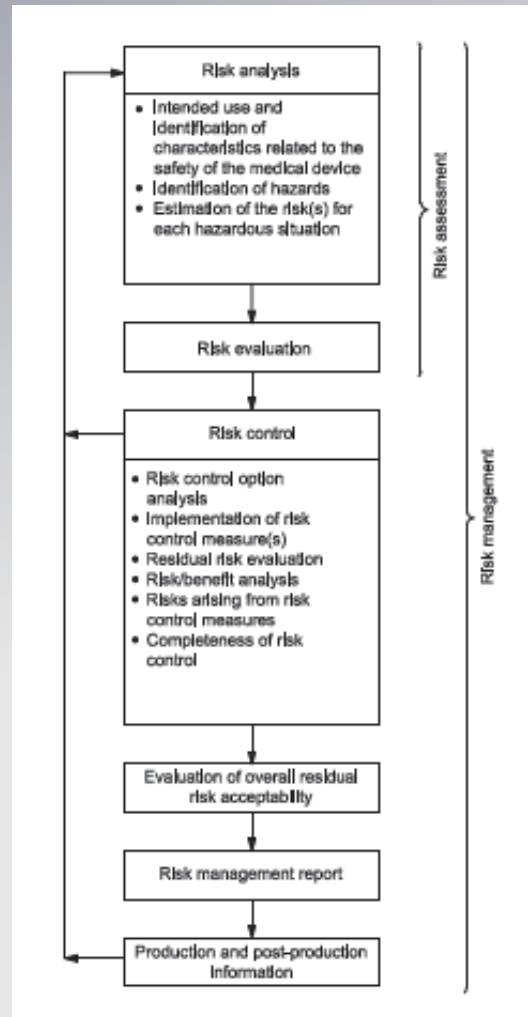 Risk analysis
• Intended use and
identification of
characteristics related to the
safety of the medical device
• Identification of hazards
• Estimation of the risk(s) for
each hazardous situation
Risk evaluation
Risk assessment
Risk control
• Risk control option
analysis
• Implementation of risk
control measure(s)
• Residual risk evaluation
• Risk/benefit analysis
• Risks arising from risk
control measures
• Completeness of risk
control
Evaluation of overall residual
risk acceptability
Risk management report
Production and post-production
information
Risk management